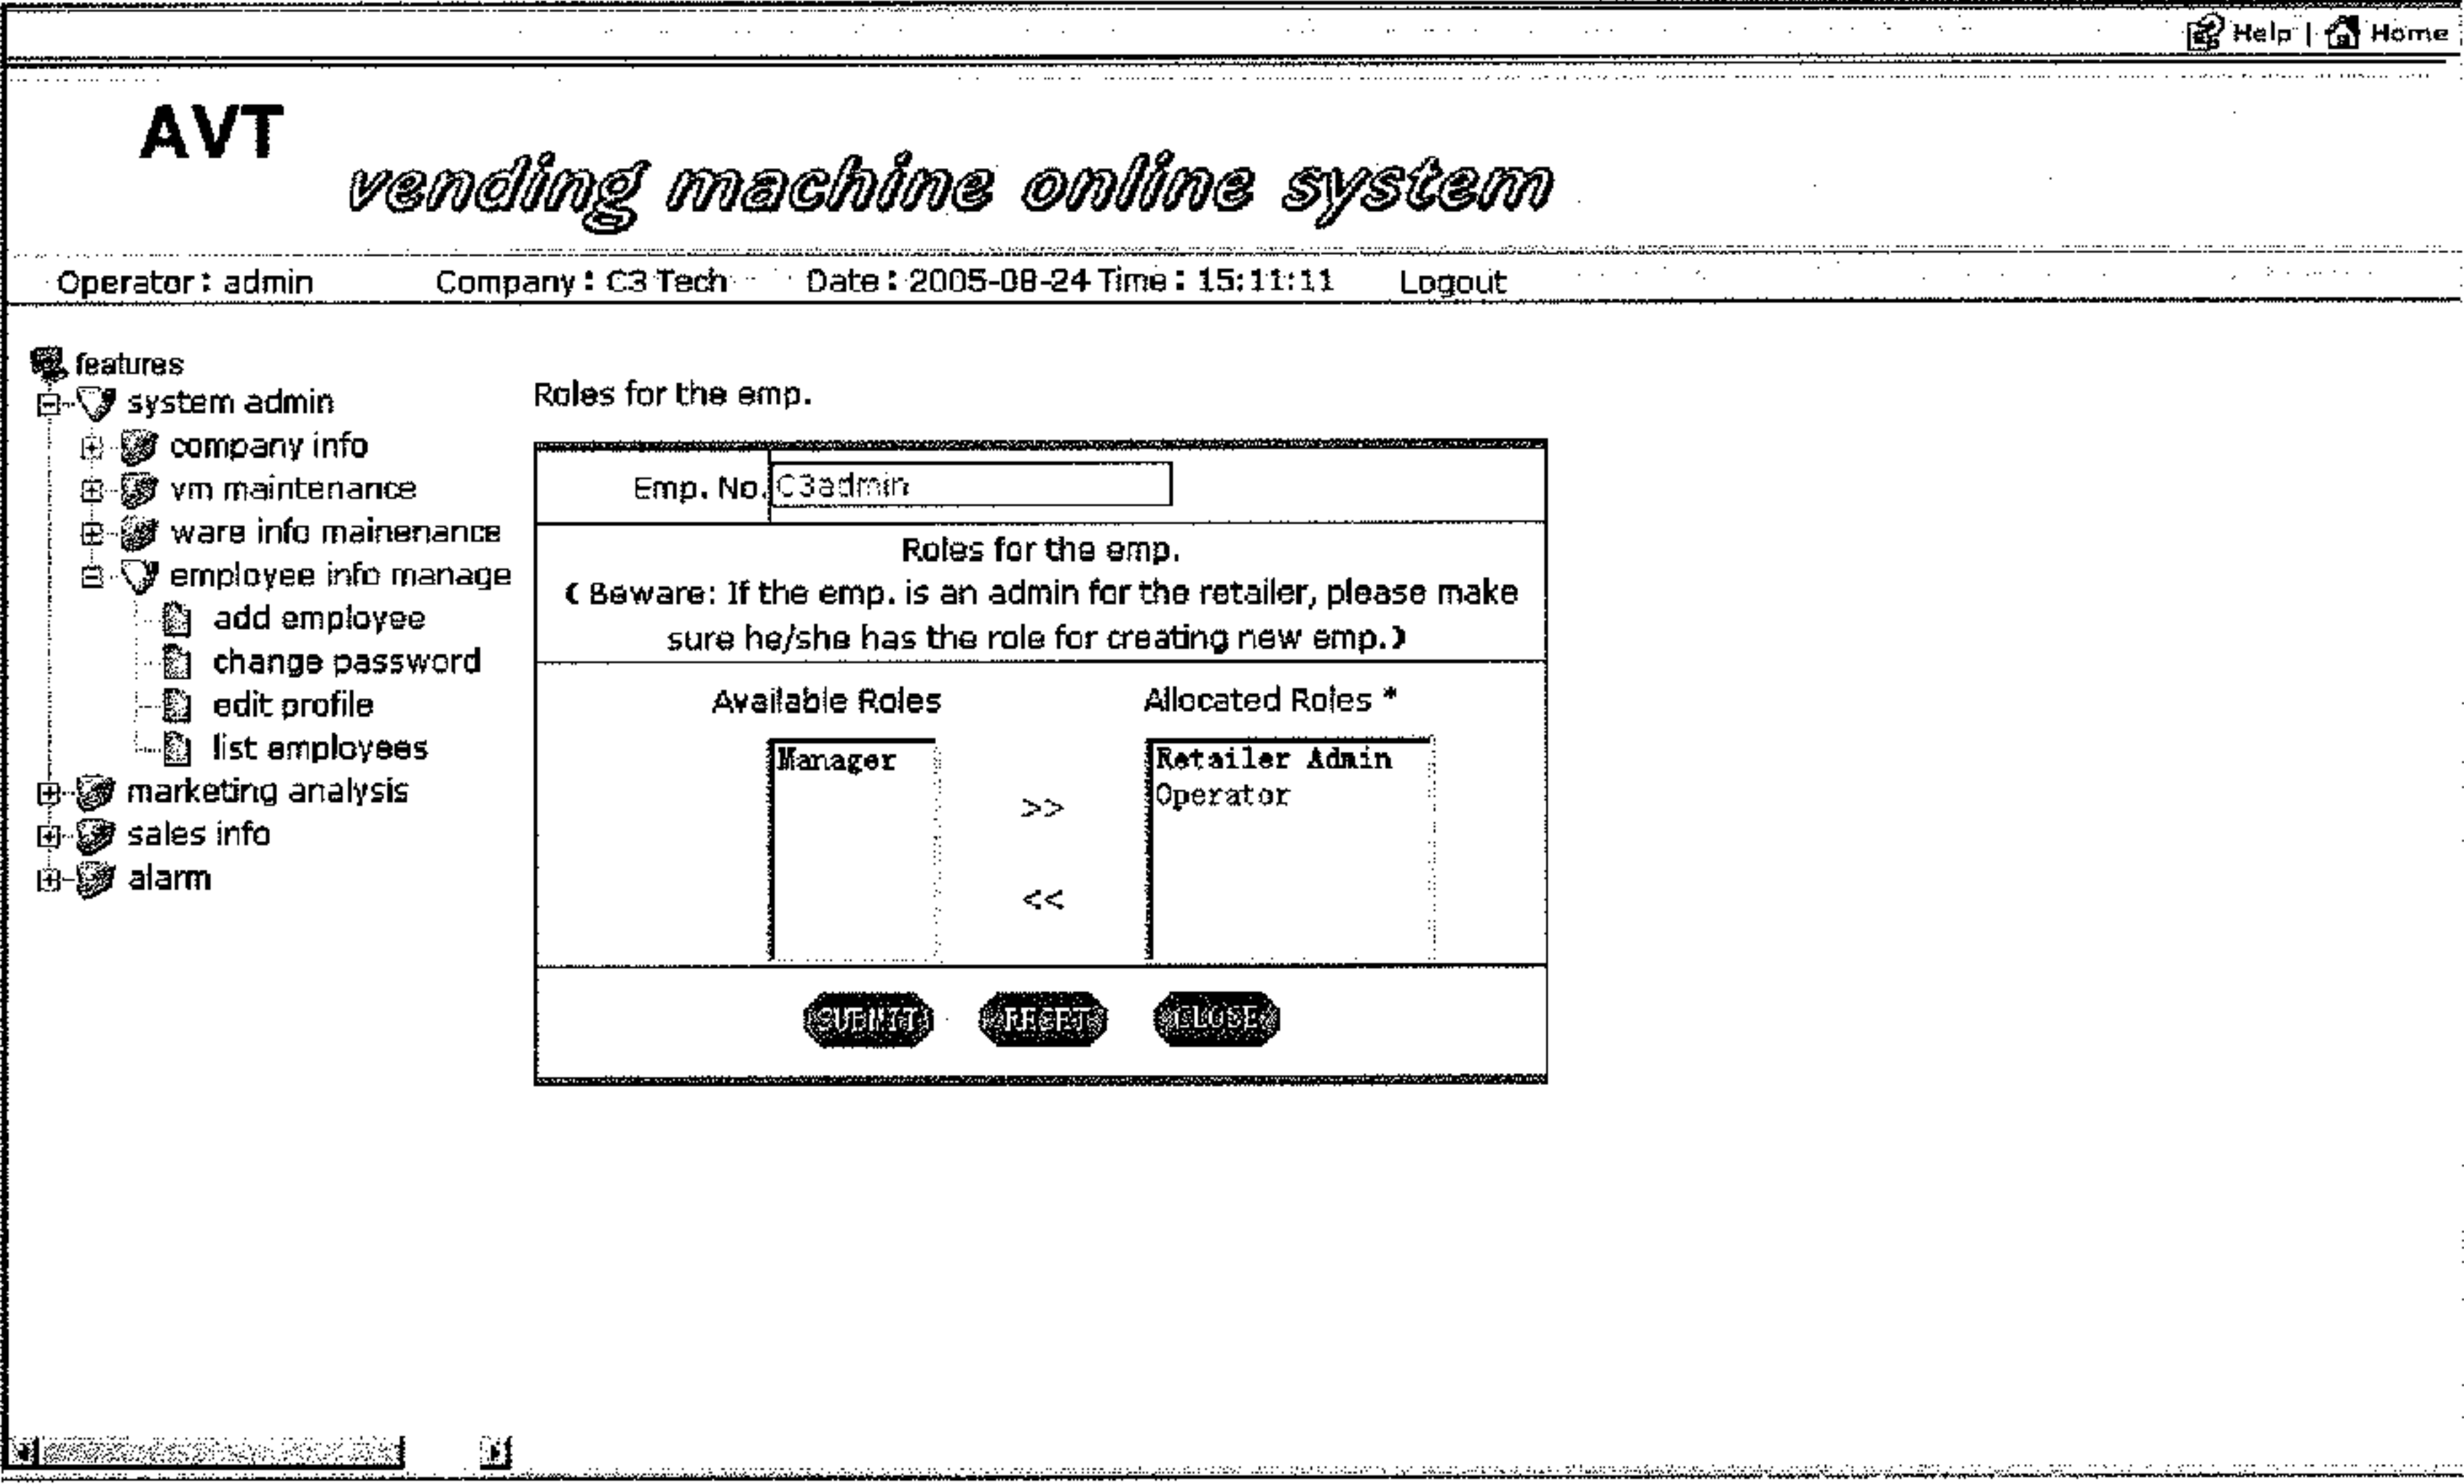 Help | Home
AVT
vending machine online system
Operator: admin Company: C3 Tech Date: 2005-08-24 Time: 15:11:11 Logout
features
system admin
company info
vm maintenance
ware info mainenance
employee info manage
add employee
change password
edit profile
list employees
marketing analysis
sales info
alarm
Roles for the emp.
Emp. No. C3admin
Roles for the emp.
( Beware: If the emp. is an admin for the retailer, please make
sure he/she has the role for creating new emp.)
Available Roles Allocated Roles *
Manager
Retailer Admin
Operator
>>
<<
SUBMIT RESET CLOSE